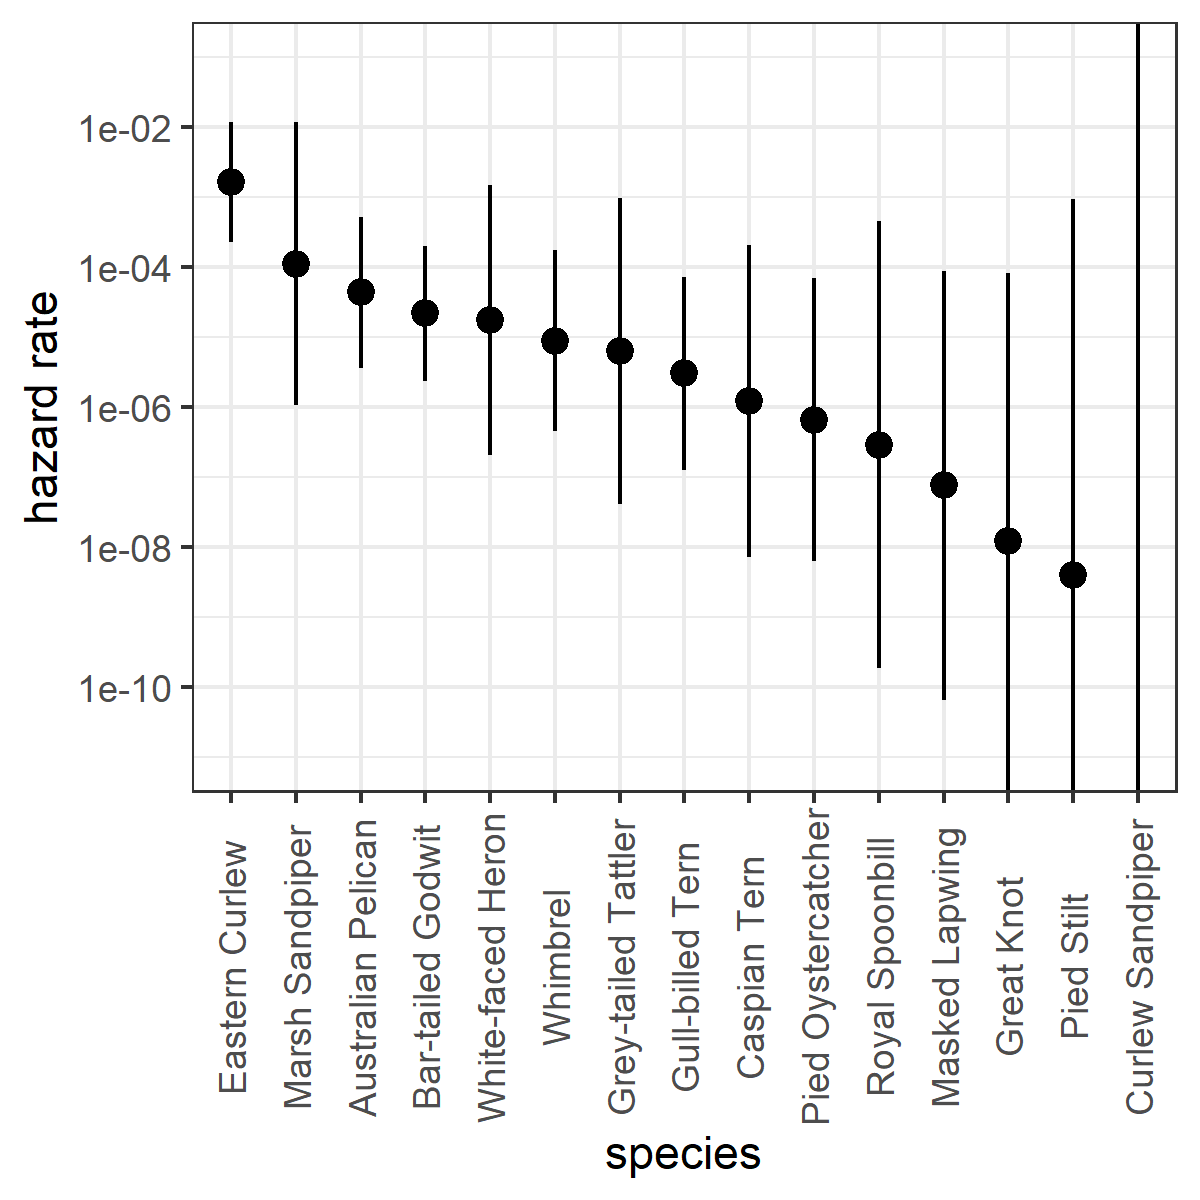 1e-02
1e-04
1e-06
1e-08
1e-10
hazard rate
Eastern Curlew
Marsh Sandpiper
Australian Pelican
Bar-tailed Godwit
White-faced Heron
Whimbrel
Grey-tailed Tattler
Gull-billed Tern
Caspian Tern
Pied Oystercatcher
Royal Spoonbill
Masked Lapwing
Great Knot
Pied Stilt
Curlew Sandpiper
species